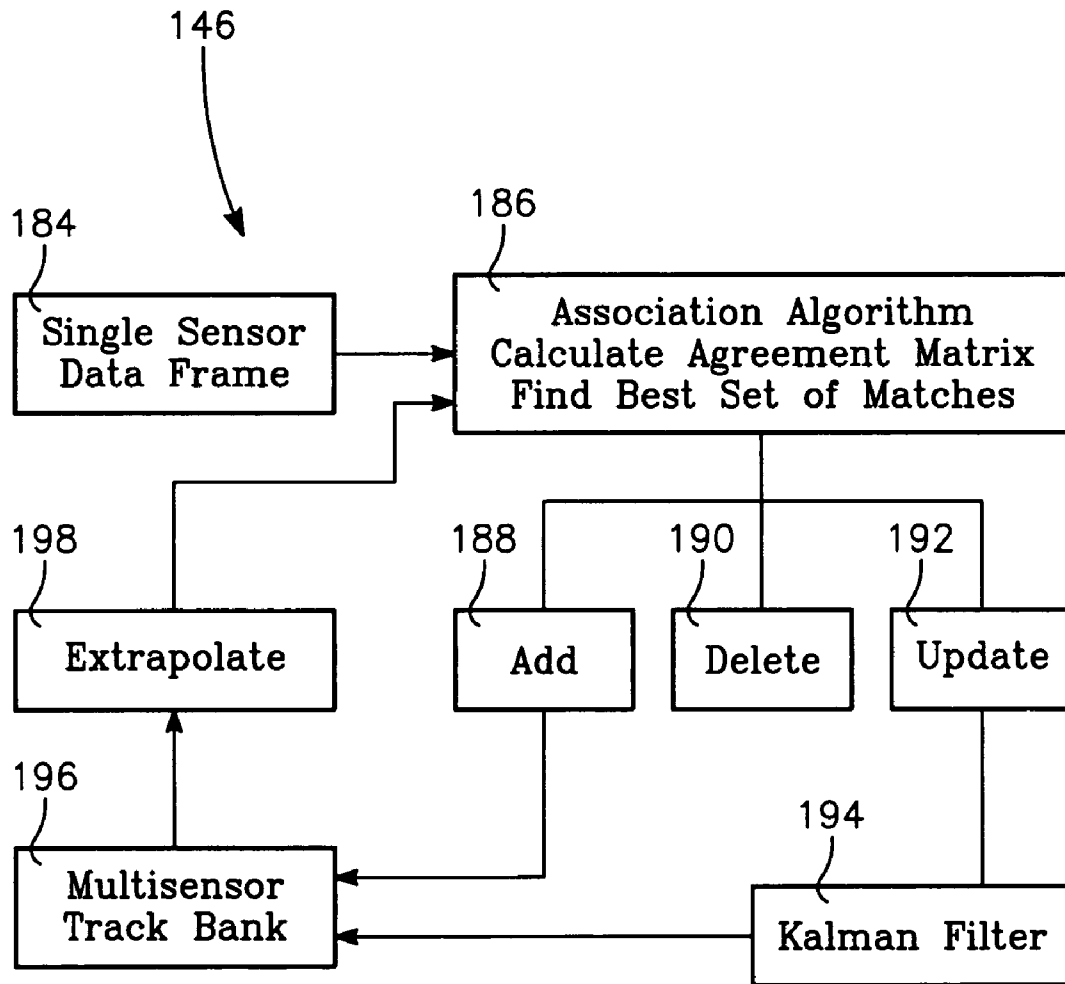 146
184
Single Sensor
Data Frame
186
Association Algorithm
Calculate Agreement Matrix
Find Best Set of Matches
198
Extrapolate
188
Add
190
Delete
192
Update
196
Multisensor
Track Bank
194
Kalman Filter